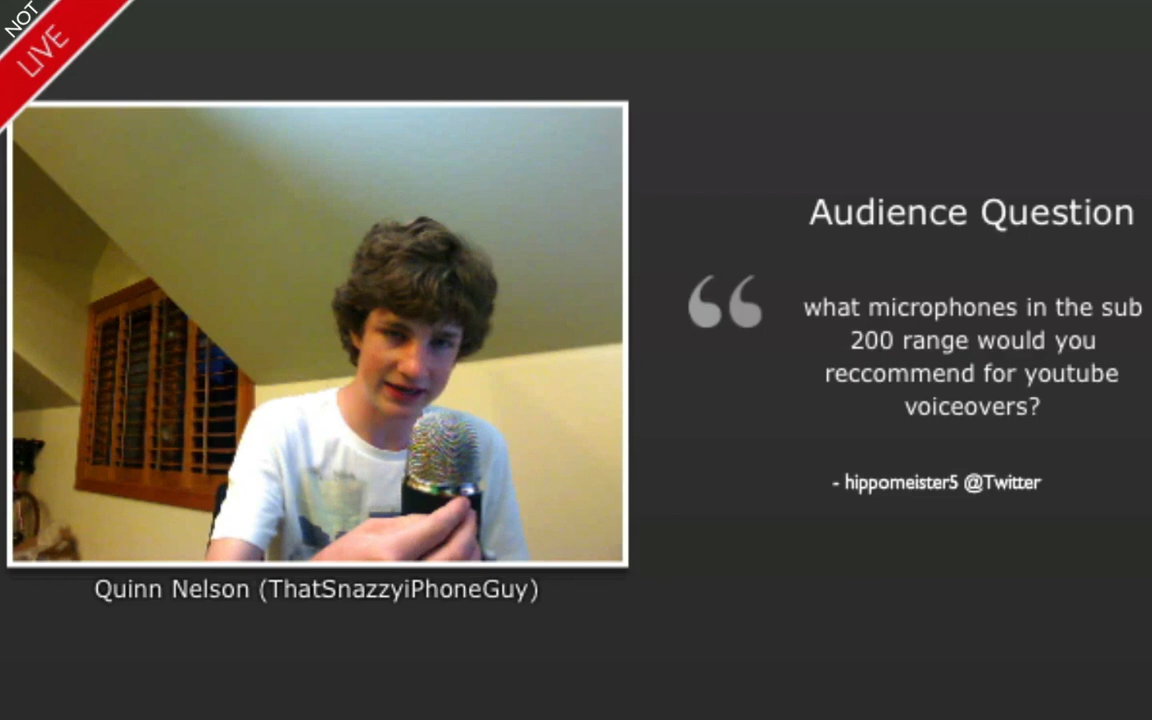 NOT
LIVE
Audience Question
“
what microphones in the sub
200 range would you
reccommend for youtube
voiceovers?
- hippomeister5 @Twitter
Quinn Nelson (ThatSnazzyiPhoneGuy)